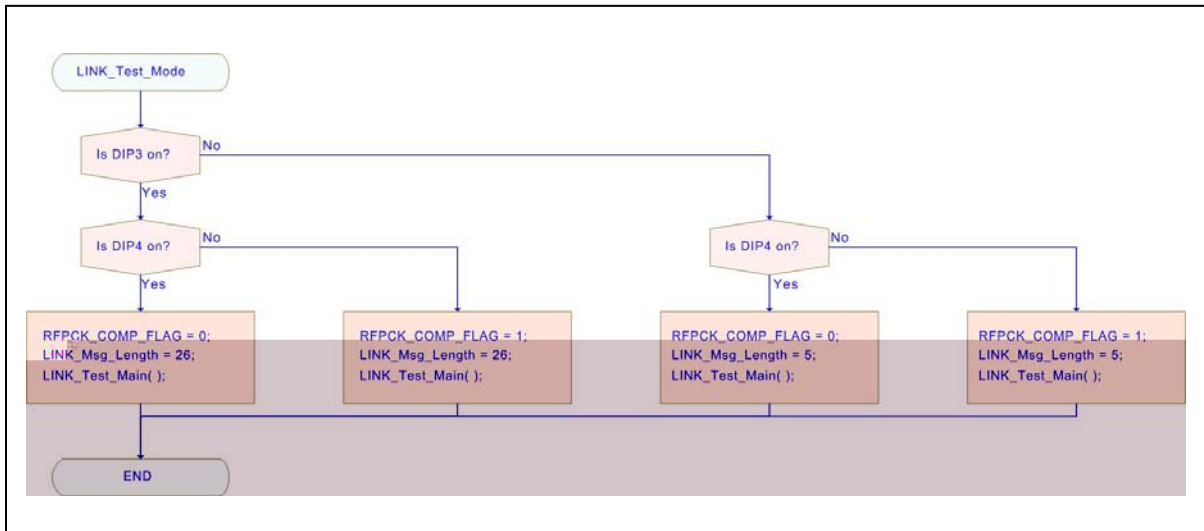 LINK_Test_Mode
Is DIP3 on?
No
Yes
Is DIP4 on?
No
Yes
Is DIP4 on?
No
Yes
RFPCK_COMP_FLAG = 0;
LINK_Msg_Length = 26;
LINK_Test_Main( );
RFPCK_COMP_FLAG = 1;
LINK_Msg_Length = 26;
LINK_Test_Main( );
RFPCK_COMP_FLAG = 0;
LINK_Msg_Length = 5;
LINK_Test_Main( );
RFPCK_COMP_FLAG = 1;
LINK_Msg_Length = 5;
LINK_Test_Main( );
END